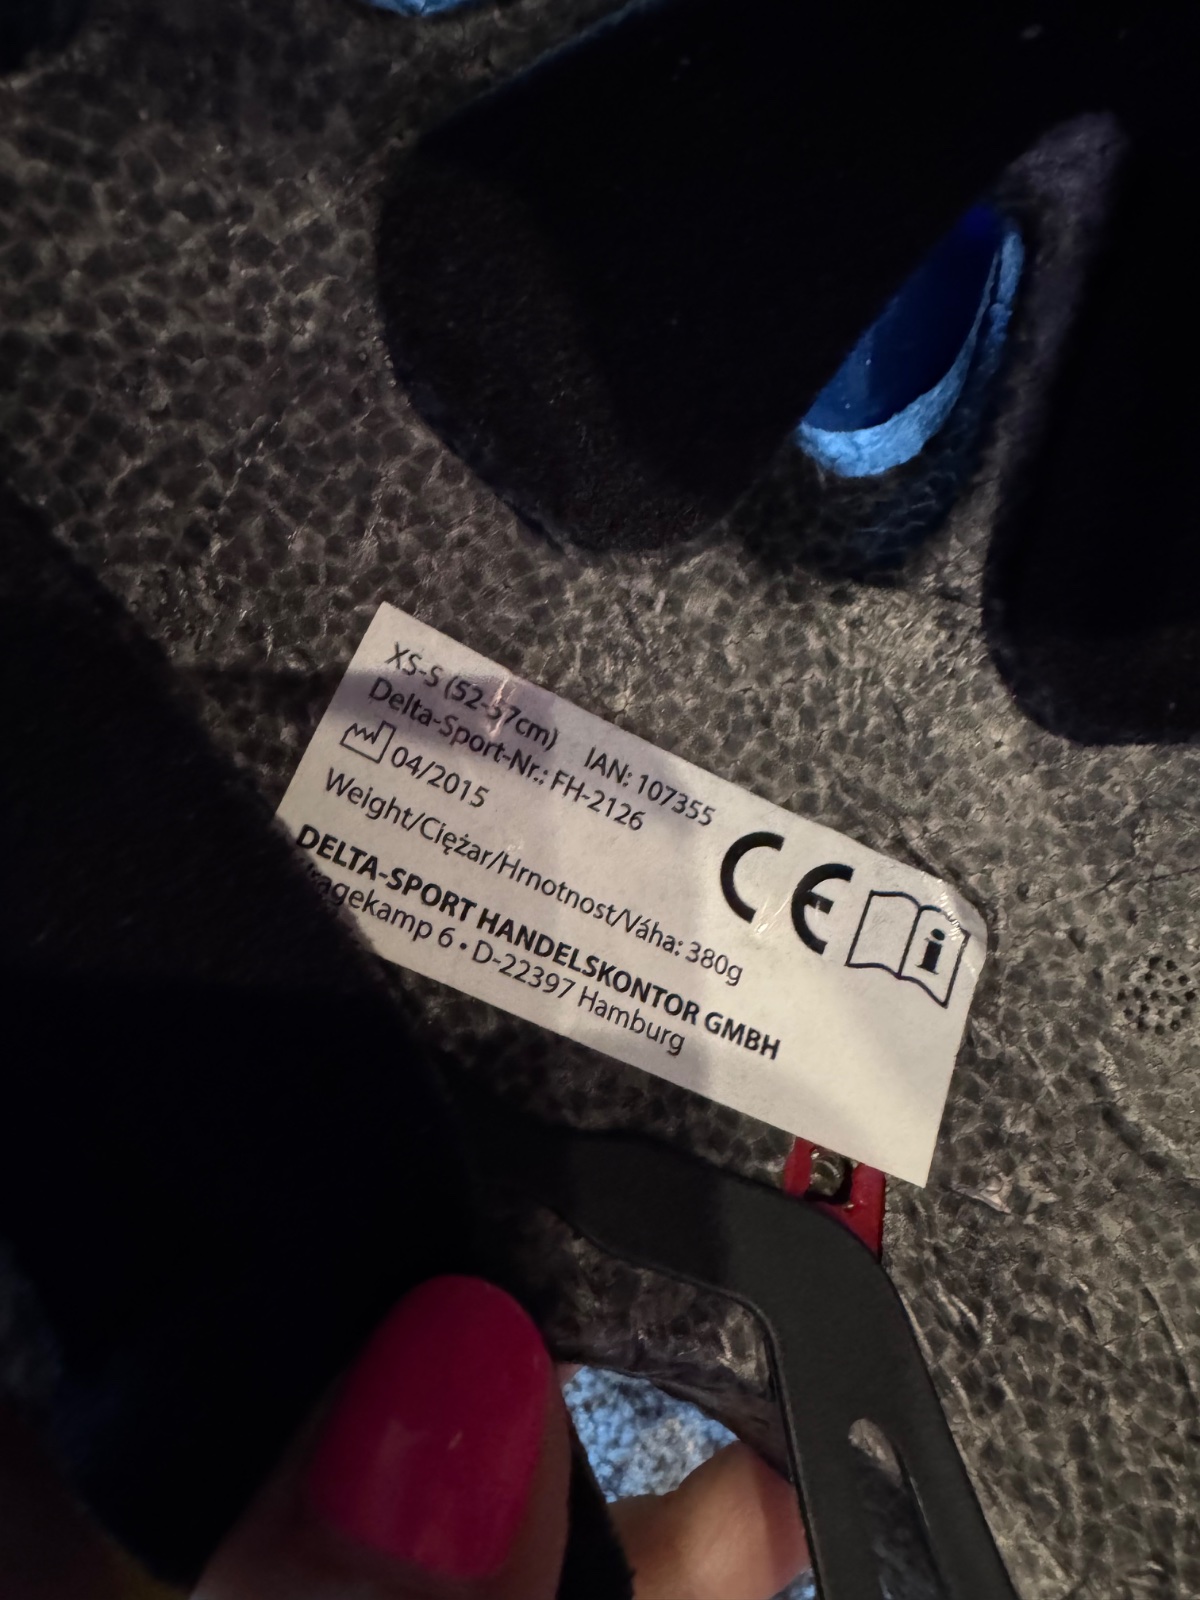 XS-S (52-57cm) IAN: 107355
Delta-Sport-Nr.: FH-2126
04/2015
Weight/Ciężar/Hrnotnost/Váha: 380g
DELTA-SPORT HANDELSKONTOR GMBH
6 • D-22397 Hamburg
CE
i